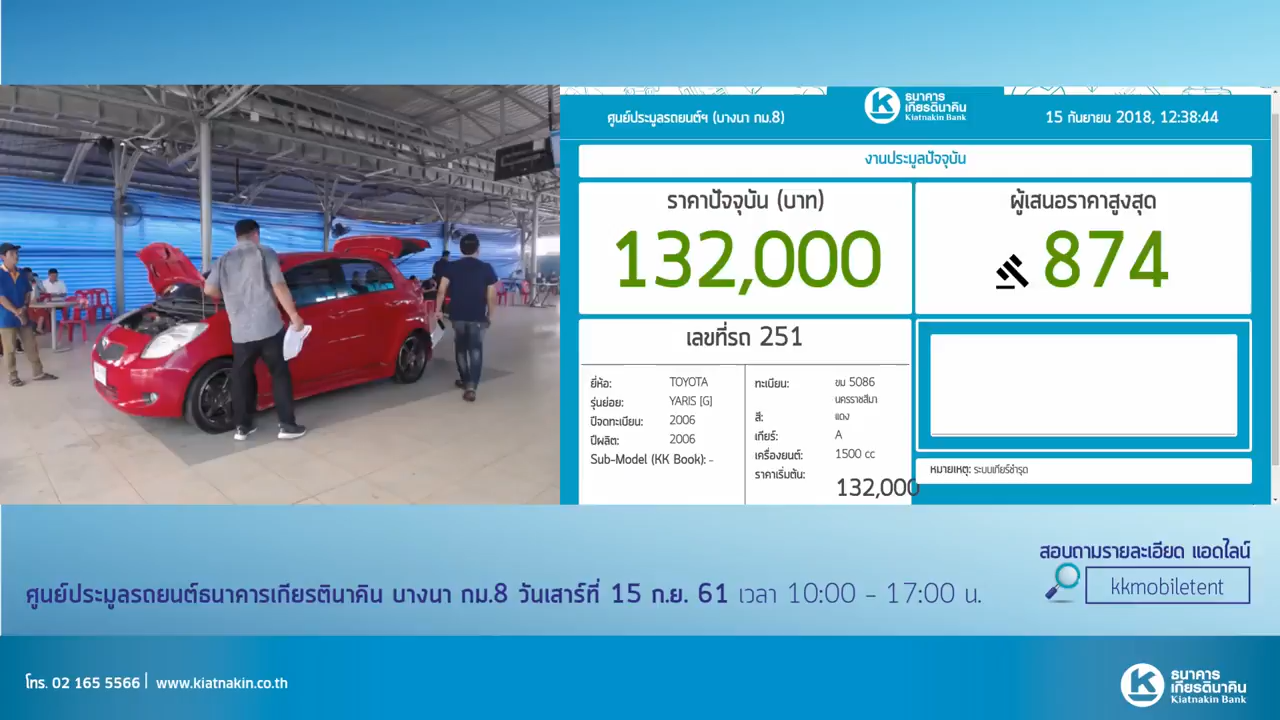 ศูนย์ประมูลรถยนต์ฯ (บางนา กม.8)
ธนาคาร
เกียรตินาคิน
Kiatnakin Bank
15 กันยายน 2018, 12:38:44
งานประมูลปัจจุบัน
ราคาปัจจุบัน (บาท)
132,000
ผู้เสนอราคาสูงสุด
874
เลขที่รถ 251
ยี่ห้อ: TOYOTA
รุ่นย่อย: YARIS [G]
ปีจดทะเบียน: 2006
ปีผลิต: 2006
Sub-Model (KK Book): -
ทะเบียน: ขม 5086
นครราชสีมา
สี: แดง
เกียร์: A
เครื่องยนต์: 1500 cc
ราคาเริ่มต้น: 132,000
หมายเหตุ: ระบบเกียร์ชำรุด
สอบถามรายละเอียด แอดไลน์
kkmobiletent
ศูนย์ประมูลรถยนต์ธนาคารเกียรตินาคิน บางนา กม.8 วันเสาร์ที่ 15 ก.ย. 61 เวลา 10:00 - 17:00 น.
โทร. 02 165 5566 | www.kiatnakin.co.th
ธนาคาร
เกียรตินาคิน
Kiatnakin Bank